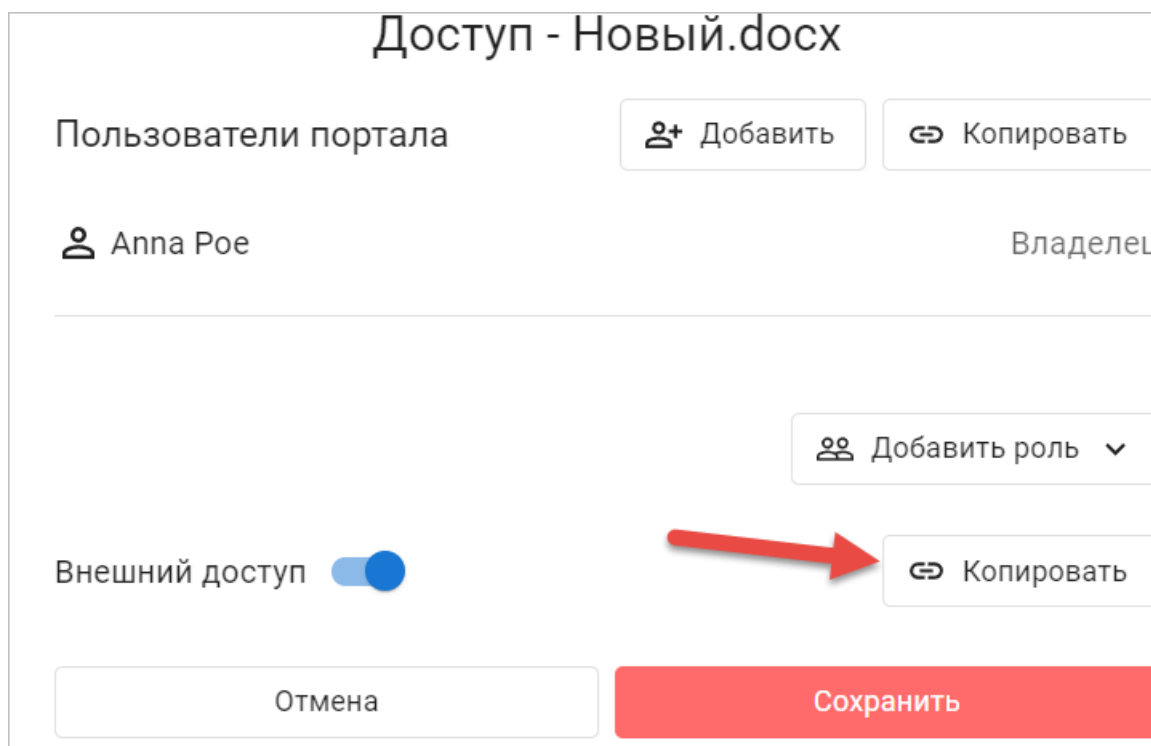 Доступ - Новый.docx
Пользователи портала
Добавить
Копировать
Anna Poe
Владелец
Добавить роль
Внешний доступ
Копировать
Отмена
Сохранить